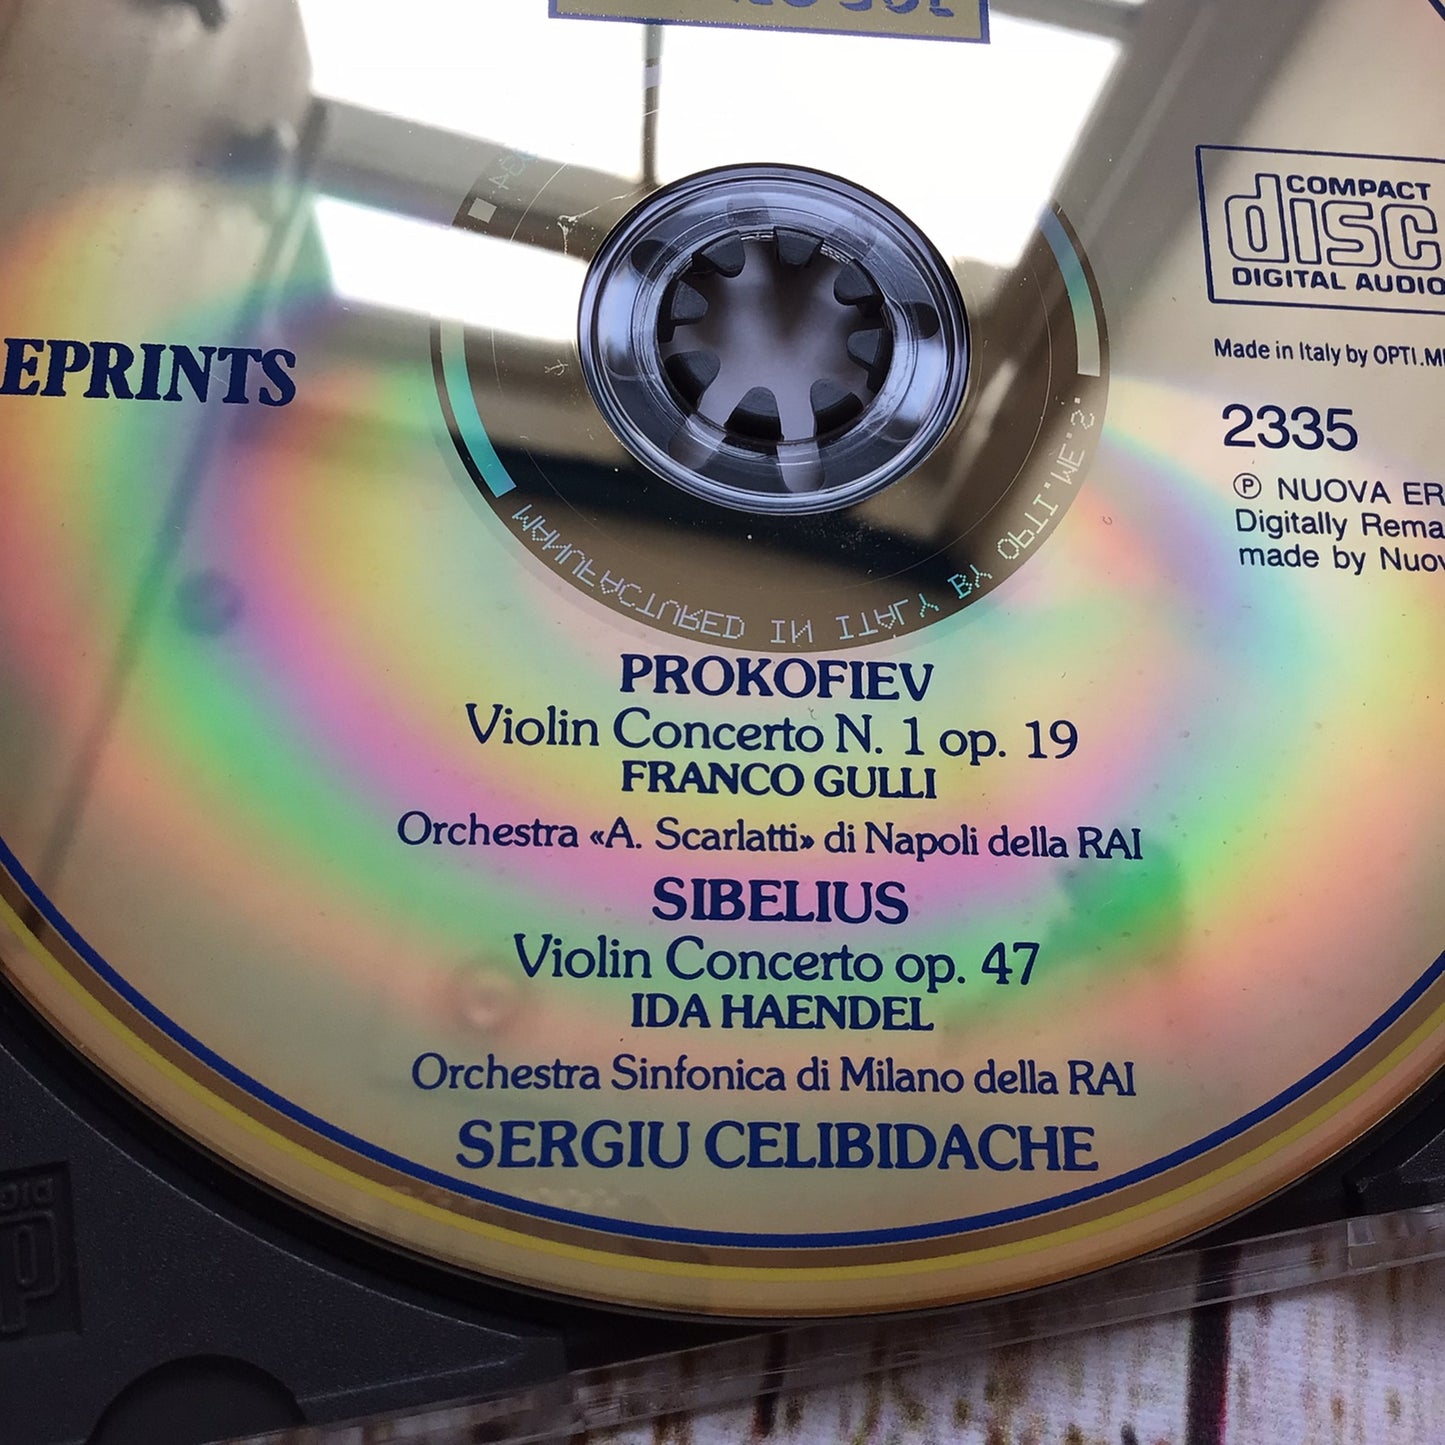 EPRINTS
COMPACT
disc
DIGITAL AUDIO
Made in Italy by OPTI.ME
2335
Ⓟ NUOVA ER
Digitally Rema
made by Nuov
MANUFACTURED IN ITALY BY OPTI.ME.S.
PROKOFIEV
Violin Concerto N. 1 op. 19
FRANCO GULLI
Orchestra «A. Scarlatti» di Napoli della RAI
SIBELIUS
Violin Concerto op. 47
IDA HAENDEL
Orchestra Sinfonica di Milano della RAI
SERGIU CELIBIDACHE